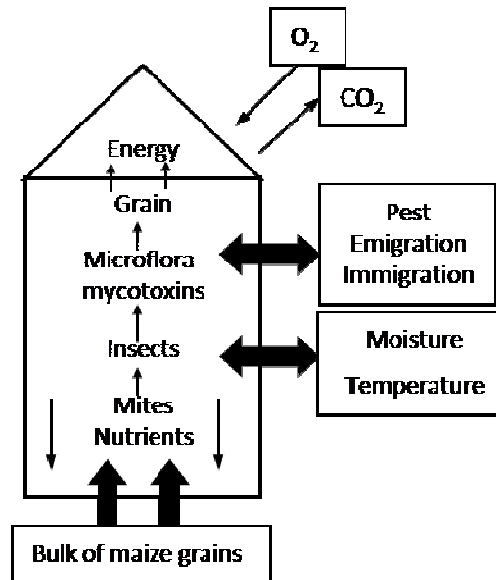 O₂
CO₂
Energy
Grain
Microflora
mycotoxins
Insects
Mites
Nutrients
Pest
Emigration
Immigration
Moisture
Temperature
Bulk of maize grains